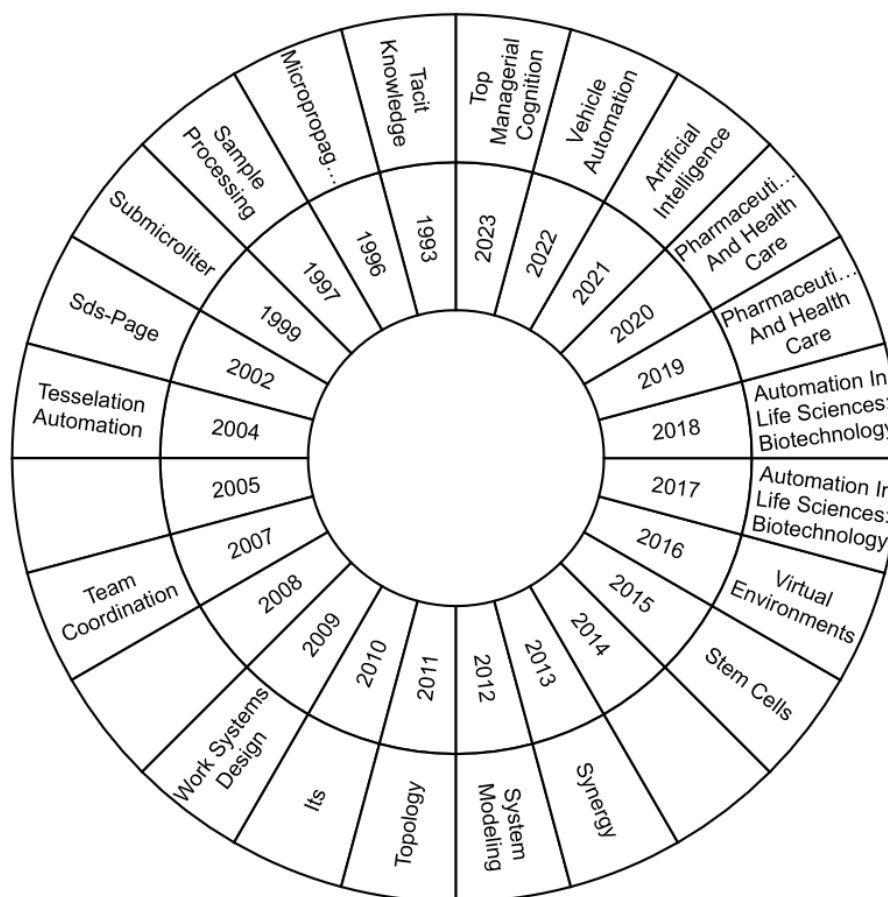 Top
Managerial
Cognition
2023
Vehicle
Automation
2022
Artificial
Intelligence
2021
Pharmaceuti...
And Health
Care
2020
Pharmaceuti...
And Health
Care
2019
Automation In
Life Sciences:
Biotechnology
2018
Automation In
Life Sciences:
Biotechnology
2017
Virtual
Environments
2016
Stem Cells
2015
2014
Synergy
2013
System
Modeling
2012
Topology
2011
Its
2010
Work Systems
Design
2009
2008
Team
Coordination
2007
2005
Tesselation
Automation
2004
Sds-Page
2002
Submicroliter
1999
Sample
Processing
1997
Micropropag...
1996
Tacit
Knowledge
1993